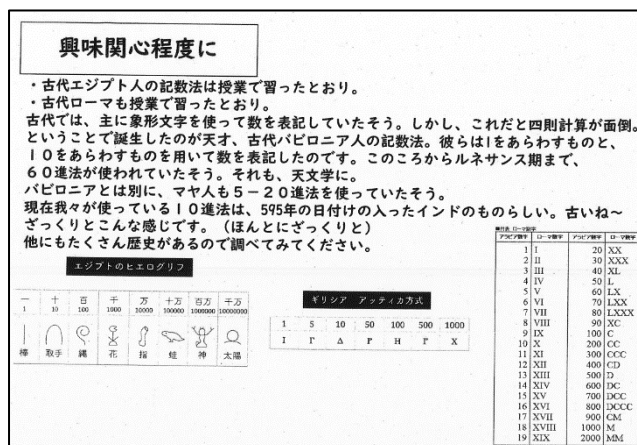 興味関心程度に
・古代エジプト人の記数法は授業で習ったとおり。
・古代ローマも授業で習ったとおり。
古代では、主に象形文字を使って数を表記していたそう。しかし、これだと四則計算が面倒。
ということで誕生したのが天才、古代バビロニア人の記数法。彼らは1をあらわすものと、
10をあらわすものを用いて数を表記したのです。このころからルネサンス期まで、
60進法が使われていたそう。それも、天文学に。
バビロニアとは別に、マヤ人も5-20進法を使っていたそう。
現在我々が使っている10進法は、595年の日付けの入ったインドのものらしい。古いね～
ざっくりとこんな感じです。（ほんとにざっくりと）
他にもたくさん歴史があるので調べてみてください。
エジプトのヒエログリフ
一 十 百 千 万 十万 百万 千万
1 10 100 1000 10000 100000 1000000 10000000
棒 取手 縄 花 指 蛙 神 太陽
ギリシア アッティカ方式
1 5 10 50 100 500 1000
I Γ Δ H X
ローマ数字
アラビア数字 ローマ数字 アラビア数字 ローマ数字
1 I 20 XX
2 II 30 XXX
3 III 40 XL
4 IV 50 L
5 V 60 LX
6 VI 70 LXX
7 VII 80 LXXX
8 VIII 90 XC
9 IX 100 C
10 X 200 CC
11 XI 300 CCC
12 XII 400 CD
13 XIII 500 D
14 XIV 600 DC
15 XV 700 DCC
16 XVI 800 DCCC
17 XVII 900 CM
18 XVIII 1000 M
19 XIX 2000 MM